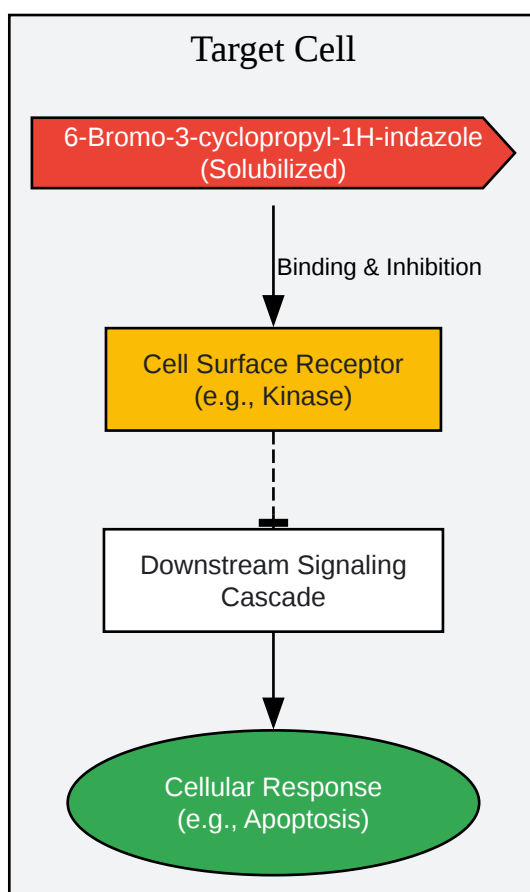 Target Cell
6-Bromo-3-cyclopropyl-1H-indazole
(Solubilized)
Binding & Inhibition
Cell Surface Receptor
(e.g., Kinase)
Downstream Signaling
Cascade
Cellular Response
(e.g., Apoptosis)